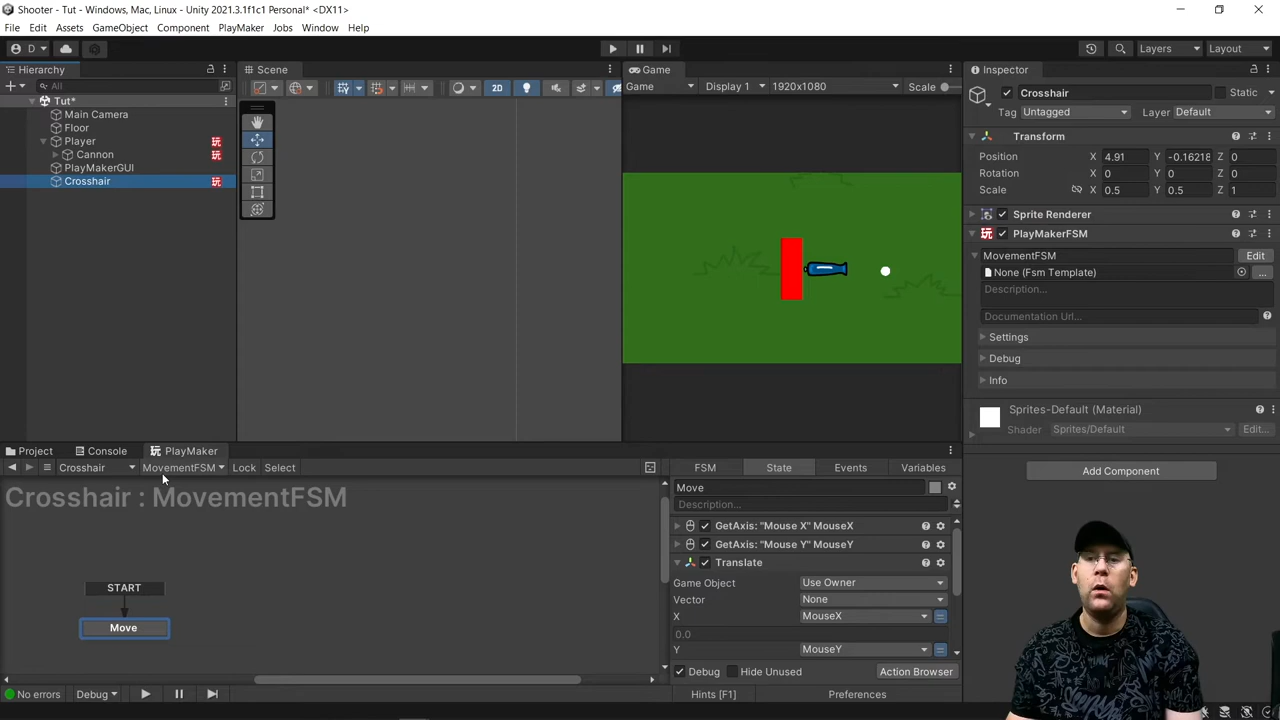 Shooter - Tut - Windows, Mac, Linux - Unity 2021.3.1f1c1 Personal* <DX11>
File Edit Assets GameObject Component PlayMaker Jobs Window Help
D Layers Layout
Hierarchy
All
Tut*
Main Camera
Floor
Player
Cannon
PlayMakerGUI
Crosshair
Scene
2D
Game
Game Display 1 1920x1080 Scale
Inspector
Crosshair Static
Tag Untagged Layer Default
Transform
Position X 4.91 Y -0.16218 Z 0
Rotation X 0 Y 0 Z 0
Scale X 0.5 Y 0.5 Z 1
Sprite Renderer
PlayMakerFSM
MovementFSM Edit
None (Fsm Template) ...
Description...
Documentation Url...
Settings
Debug
Info
Sprites-Default (Material)
Shader Sprites/Default Edit...
Add Component
Project Console PlayMaker
Crosshair MovementFSM Lock Select
Crosshair : MovementFSM
START
Move
FSM State Events Variables
Move
Description...
GetAxis: "Mouse X" MouseX
GetAxis: "Mouse Y" MouseY
Translate
Game Object Use Owner
Vector None
X MouseX
0.0
Y MouseY
Debug Hide Unused Action Browser
Hints [F1] Preferences
No errors Debug